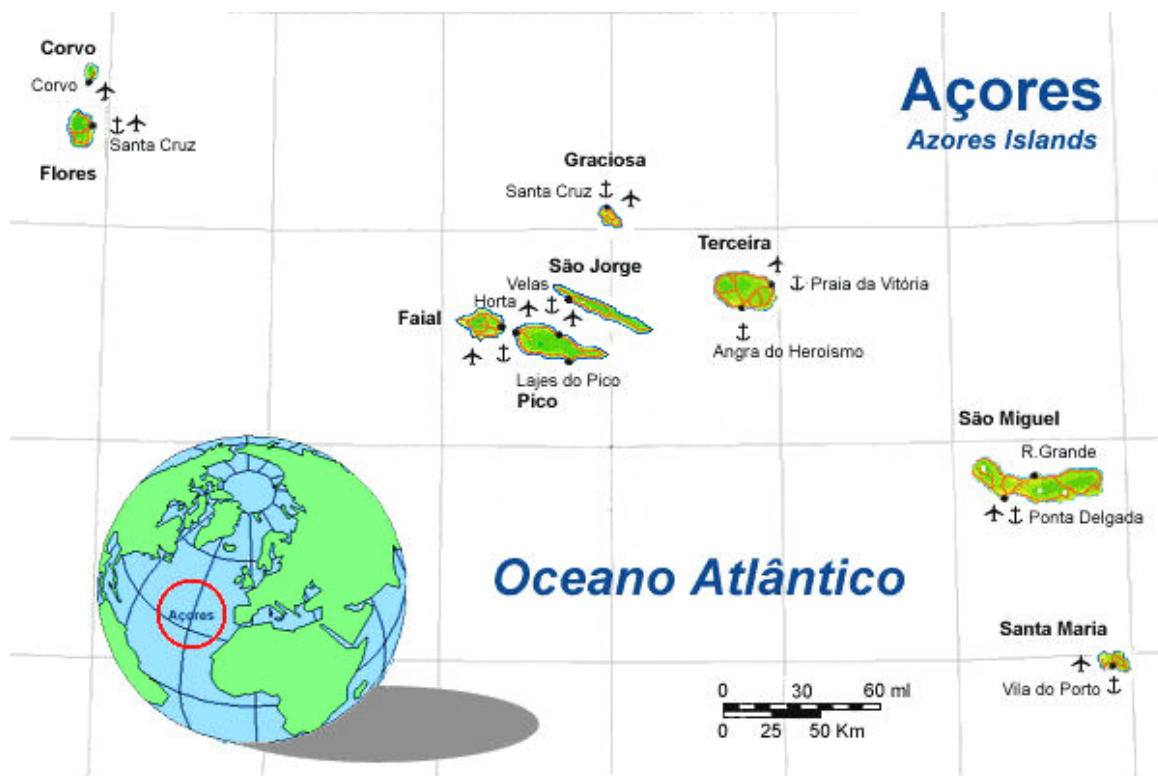 Açores
Azores Islands
Corvo
Corvo
Santa Cruz
Flores
Graciosa
Santa Cruz
Terceira
Praia da Vitória
Angra do Heroísmo
São Jorge
Velas
Horta
Faial
Lajes do Pico
Pico
São Miguel
R.Grande
Ponta Delgada
Oceano Atlântico
Açores
Santa Maria
Vila do Porto
0 30 60 ml
0 25 50 Km